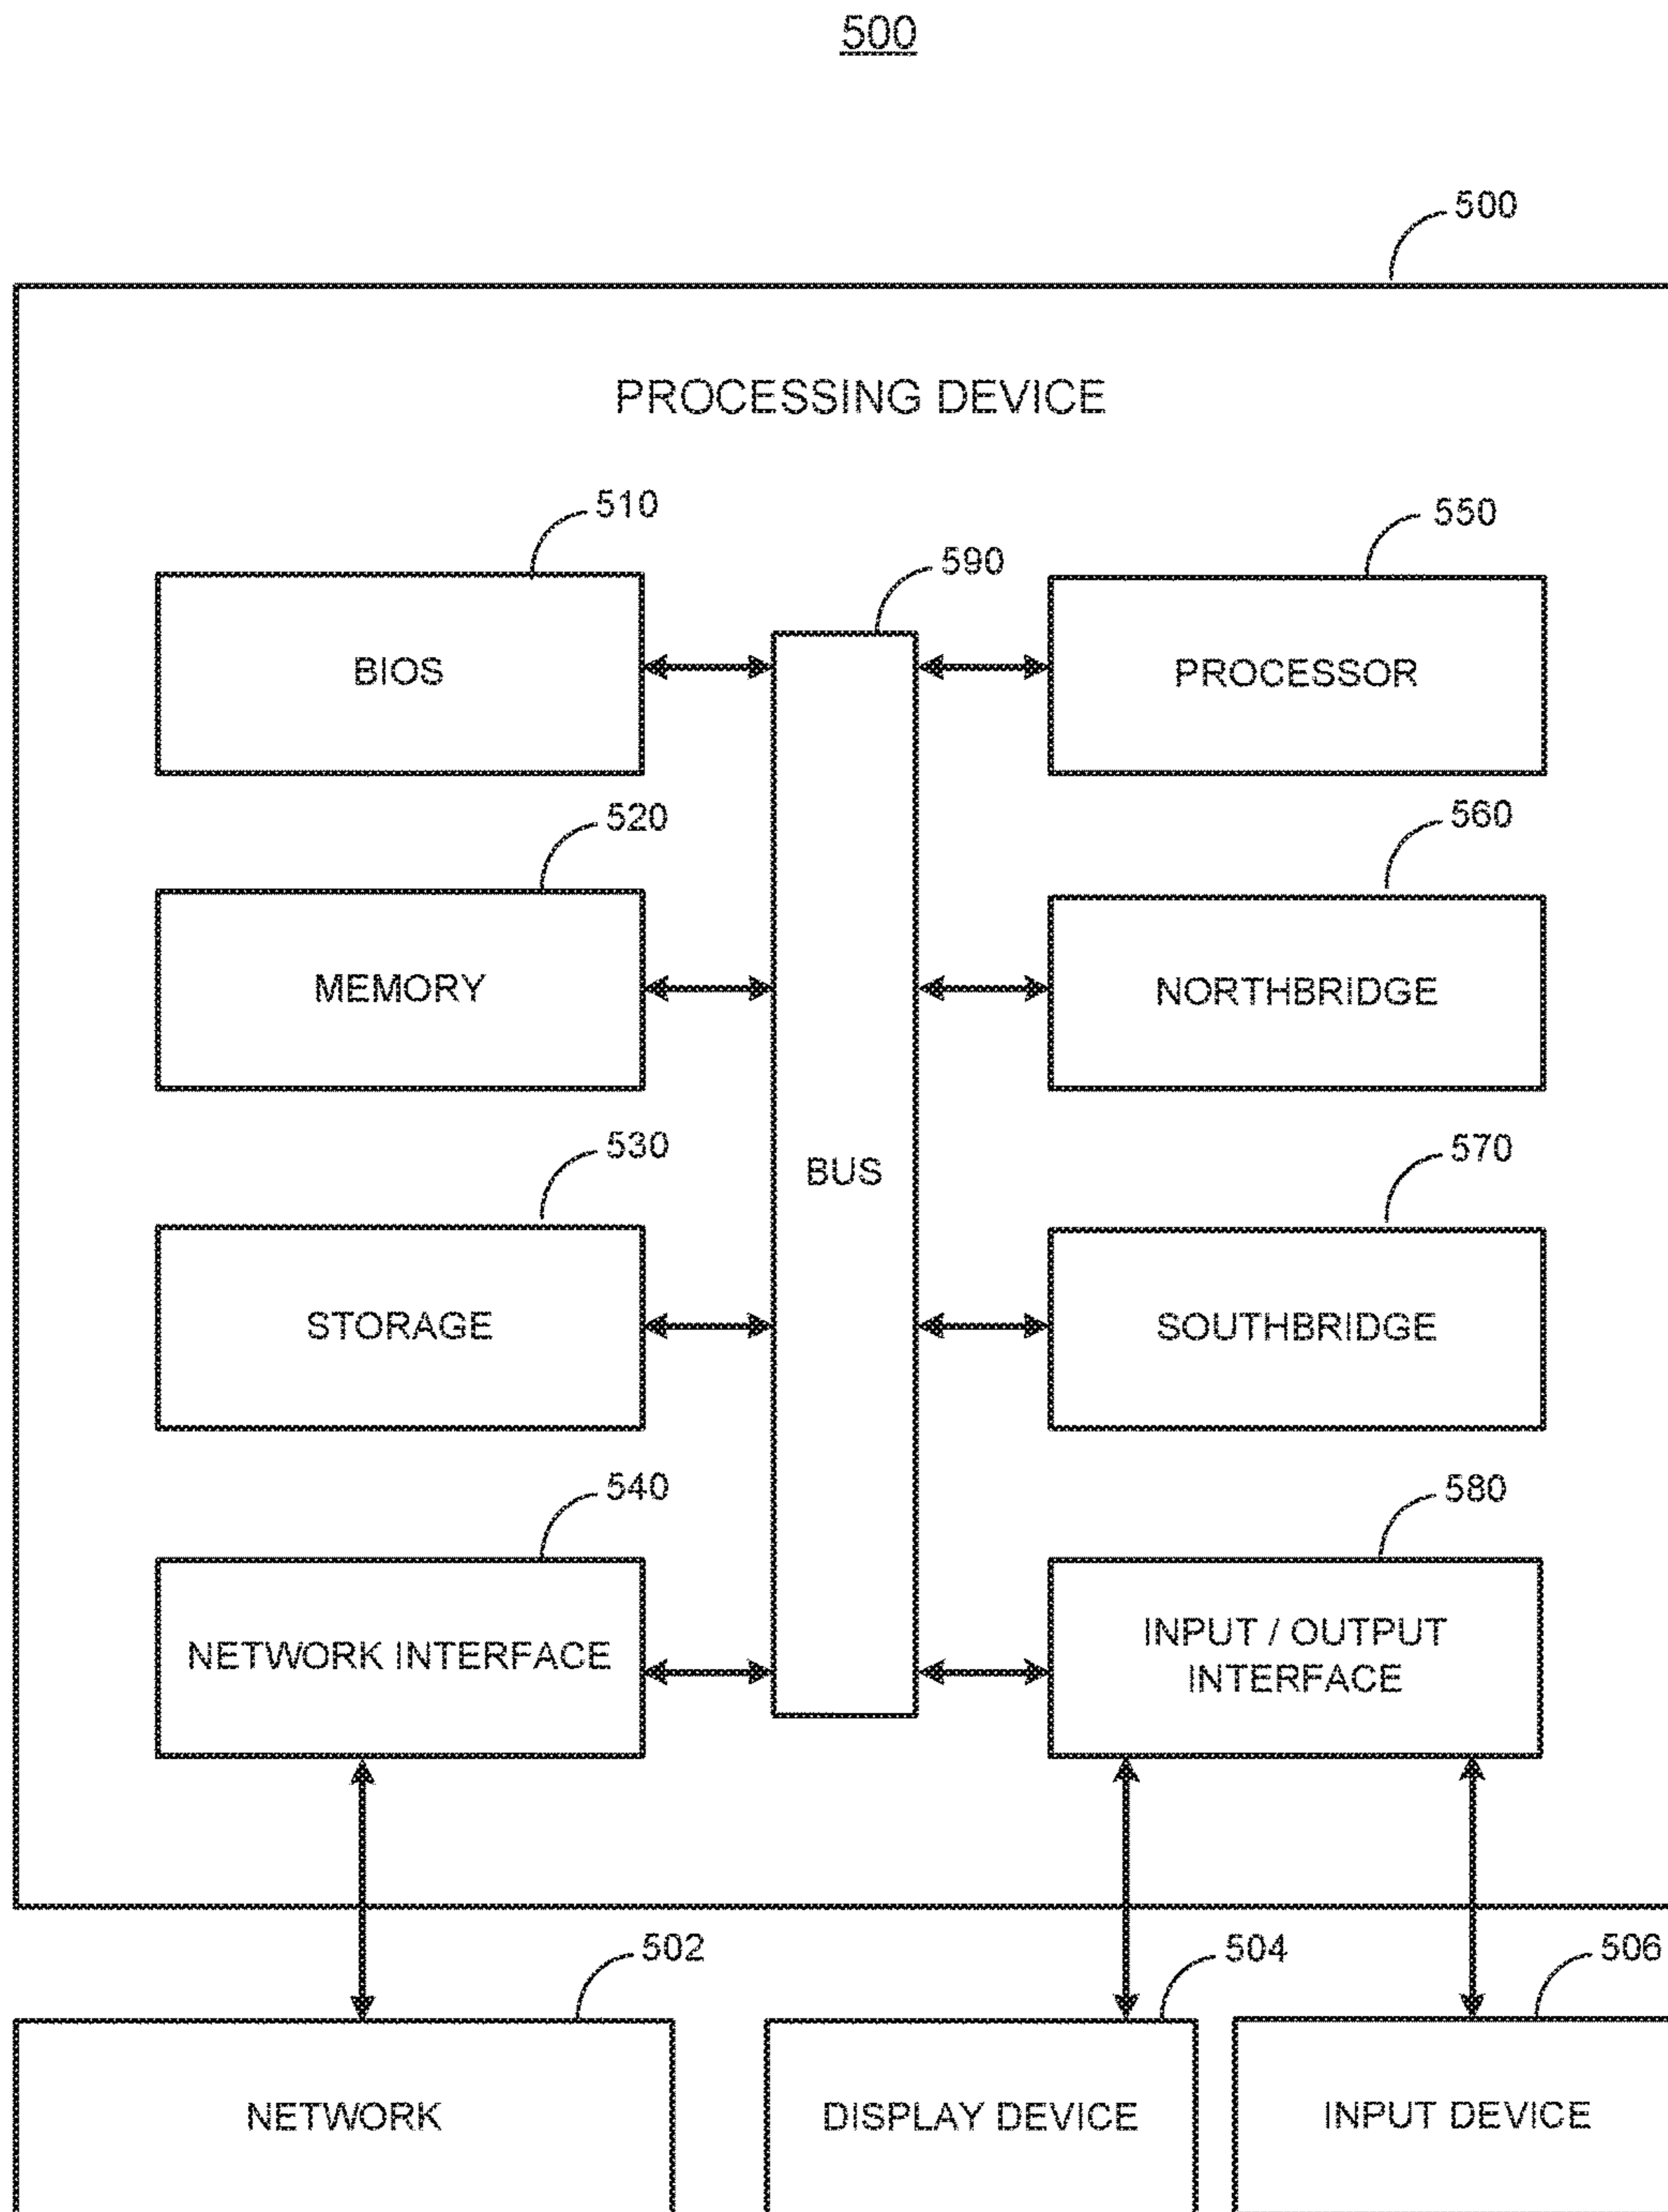 500
500
PROCESSING DEVICE
510
550
590
BIOS
PROCESSOR
520
560
MEMORY
NORTHBRIDGE
530
570
BUS
STORAGE
SOUTHBRIDGE
540
580
NETWORK INTERFACE
INPUT / OUTPUT
INTERFACE
502
504
506
NETWORK
DISPLAY DEVICE
INPUT DEVICE